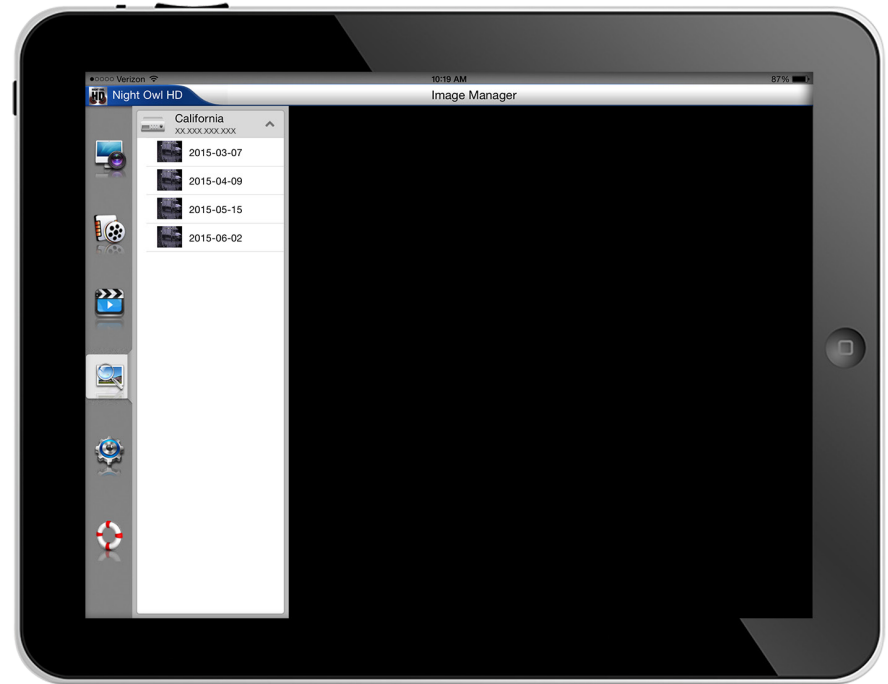 ●○○○○ Verizon
10:19 AM
87%
HD
Night Owl HD
Image Manager
California
XX.XXX.XXX.XXX
2015-03-07
2015-04-09
2015-05-15
2015-06-02